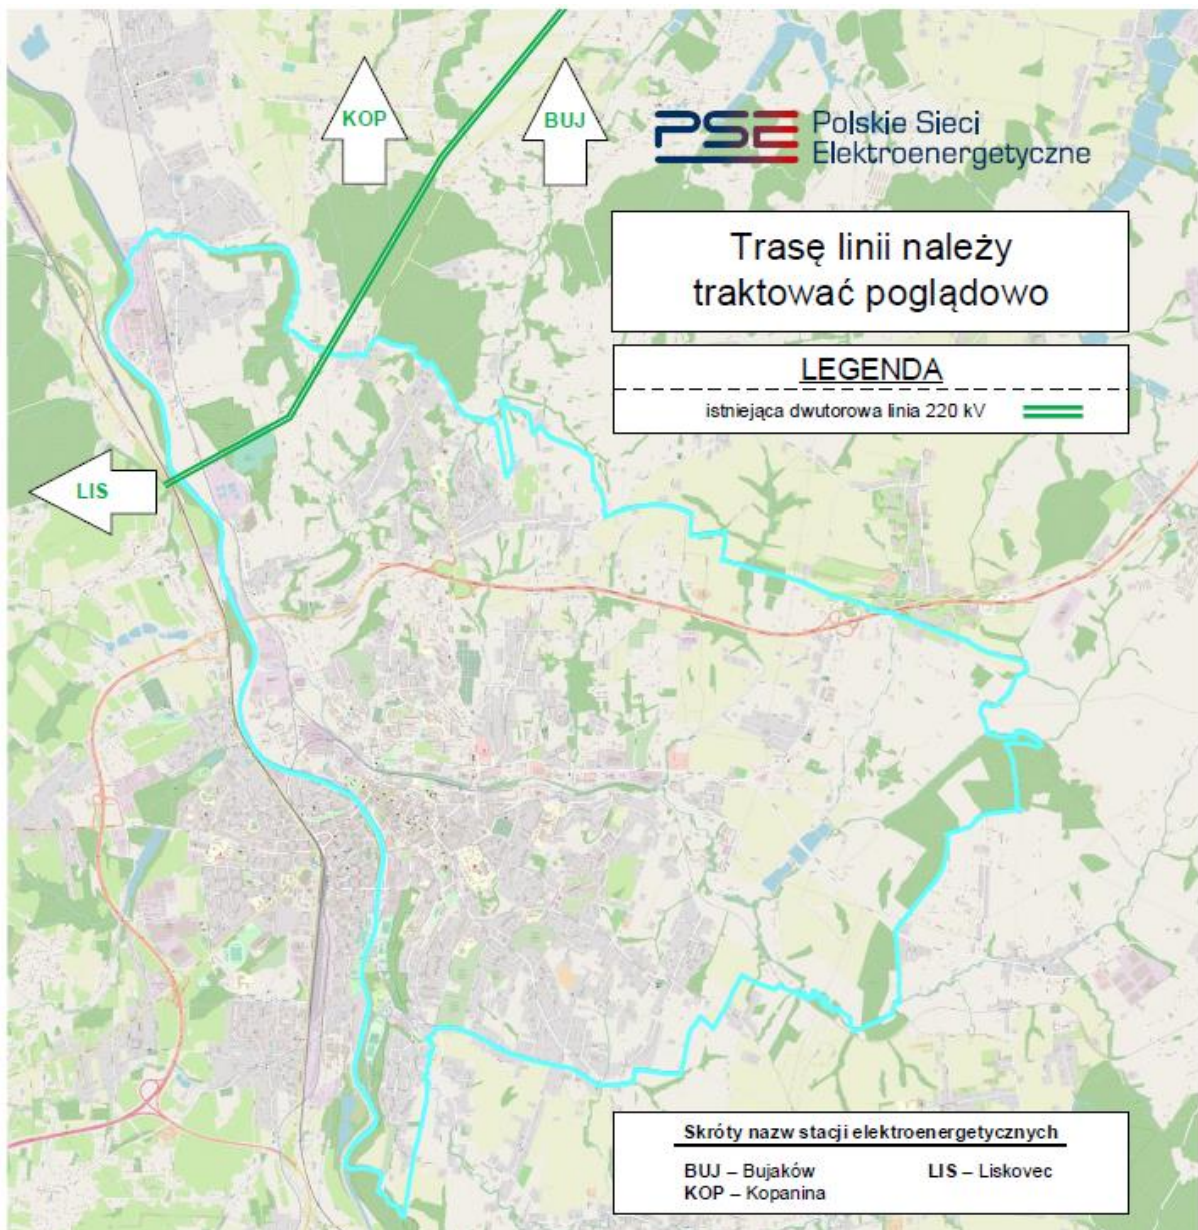 KOP
BUJ
PSE Polskie Sieci
Elektroenergetyczne
Trasę linii należy
traktować poglądowo
LEGENDA
istniejąca dwutorowa linia 220 kV
LIS
Skróty nazw stacji elektroenergetycznych
BUJ – Bujaków
LIS – Liskovec
KOP – Kopanina